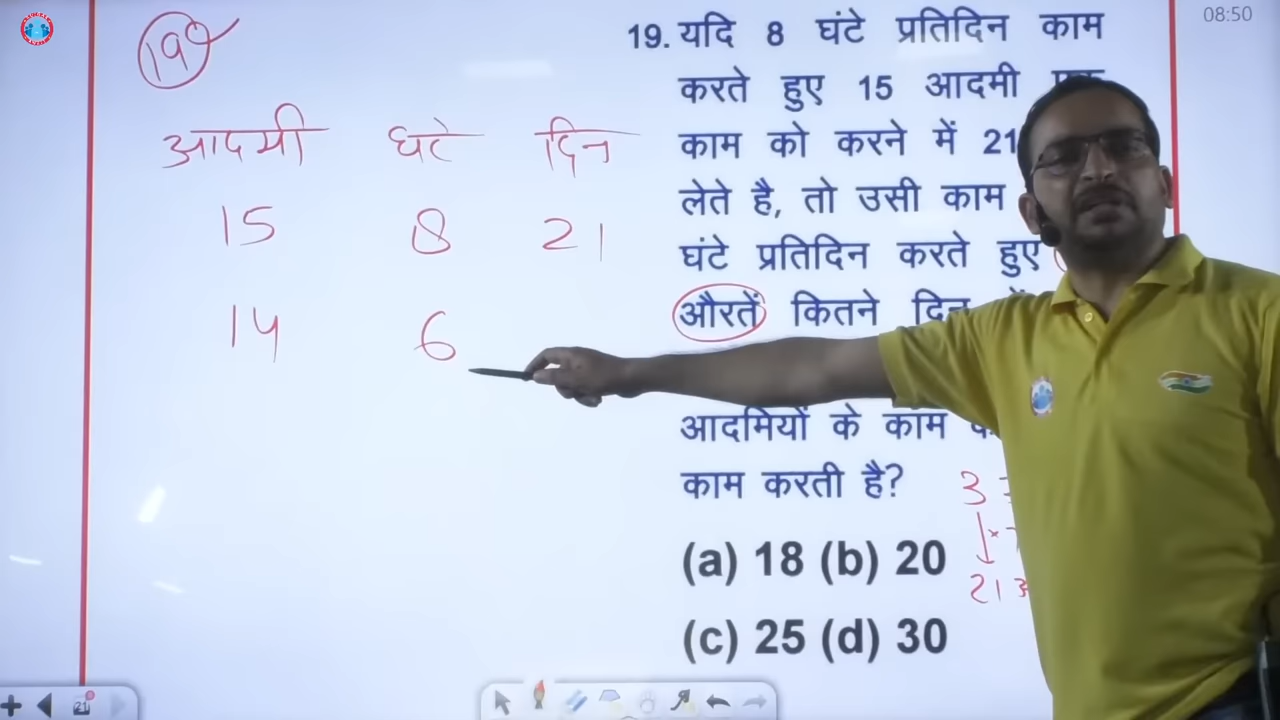 19
08:50
आदमी घंटे दिन
15 8 21
14 6
19. यदि 8 घंटे प्रतिदिन काम
करते हुए 15 आदमी
काम को करने में 21
लेते है, तो उसी काम
घंटे प्रतिदिन करते हुए
औरतें कितने दिन
आदमियों के काम
काम करती है?
3
21
(a) 18 (b) 20
(c) 25 (d) 30
21